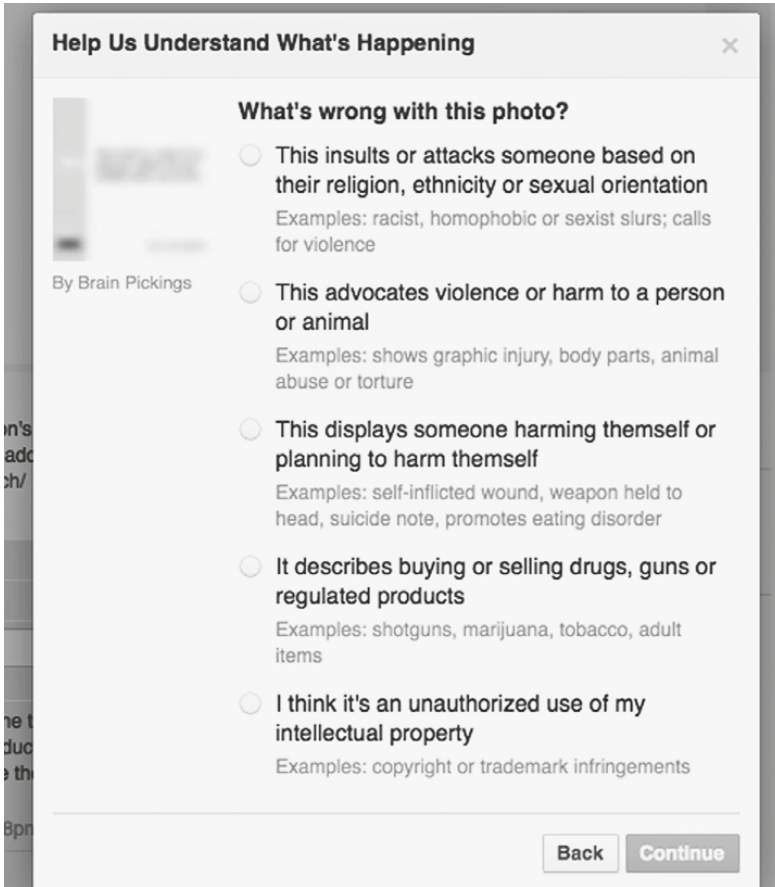 Help Us Understand What's Happening
×
What's wrong with this photo?
This insults or attacks someone based on
their religion, ethnicity or sexual orientation
Examples: racist, homophobic or sexist slurs; calls
for violence
By Brain Pickings
This advocates violence or harm to a person
or animal
Examples: shows graphic injury, body parts, animal
abuse or torture
This displays someone harming themself or
planning to harm themself
Examples: self-inflicted wound, weapon held to
head, suicide note, promotes eating disorder
It describes buying or selling drugs, guns or
regulated products
Examples: shotguns, marijuana, tobacco, adult
items
I think it's an unauthorized use of my
intellectual property
Examples: copyright or trademark infringements
Back
Continue